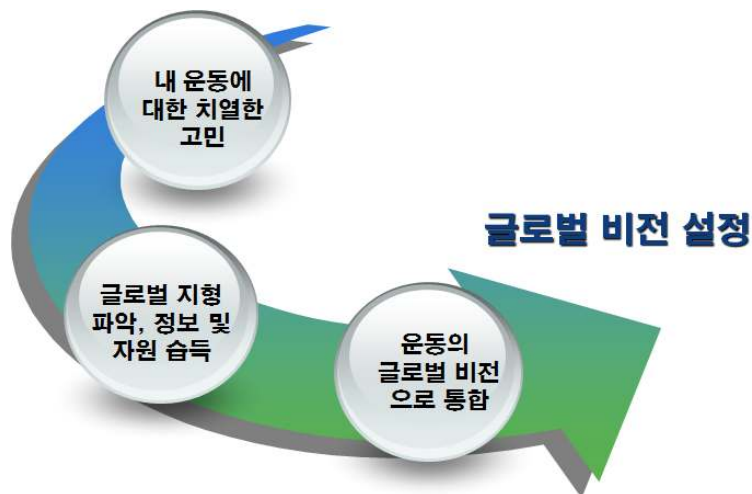 내 운동에
대한 치열한
고민
글로벌 비전 설정
글로벌 지형
파악, 정보 및
자원 습득
운동의
글로벌 비전
으로 통합